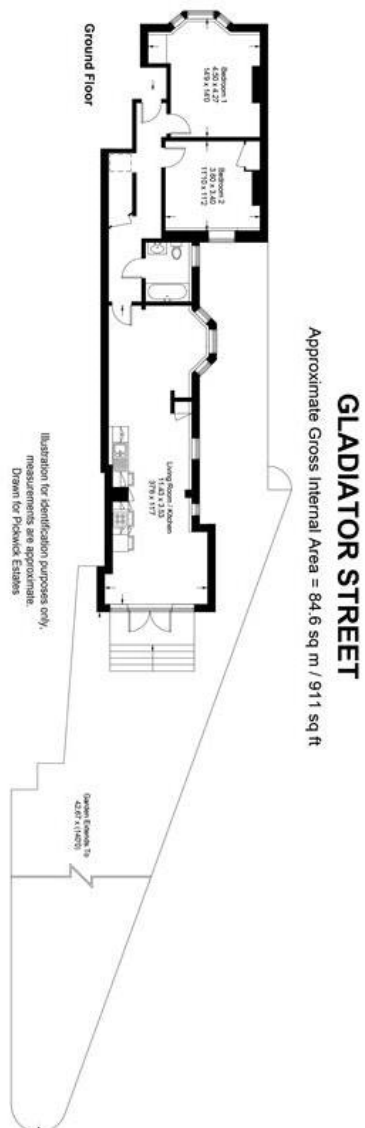 GLADIATOR STREET
Approximate Gross Internal Area = 84.6 sq m / 911 sq ft
Bedroom 1
4.50 x 4.27
14'9 x 14'0
Bedroom 2
3.60 x 3.40
11'10 x 11'2
Living Room / Kitchen
11.43 x 3.53
37'6 x 11'7
Garden Extends To
42.67 x (140'0)
Ground Floor
Illustration for identification purposes only,
measurements are approximate.
Drawn for Pickwick Estates